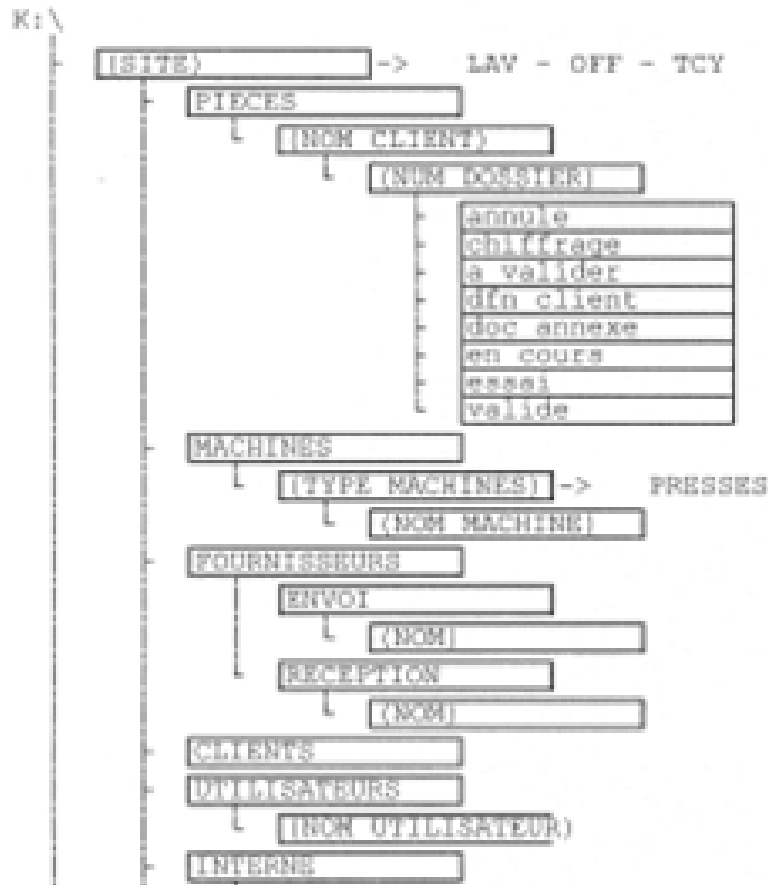 K:\
(SITE) -> LAV - OFF - TCY
PIECES
(NOM CLIENT)
(NUM DOSSIER)
annule
chiffrage
a valider
dfn client
doc annexe
en cours
essai
valide
MACHINES
(TYPE MACHINES) -> PRESSES
(NOM MACHINE)
FOURNISSEURS
ENVOI
(NOM)
RECEPTION
(NOM)
CLIENTS
UTILISATEURS
(NOM UTILISATEUR)
INTERNE